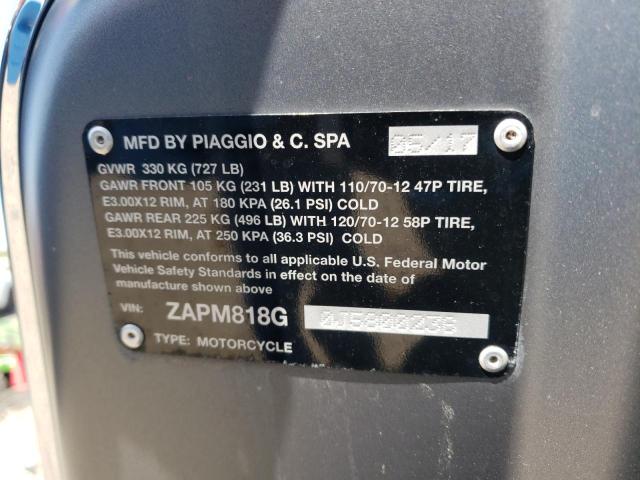 MFD BY PIAGGIO & C. SPA 05/17
GVWR 330 KG (727 LB)
GAWR FRONT 105 KG (231 LB) WITH 110/70-12 47P TIRE,
E3.00X12 RIM, AT 180 KPA (26.1 PSI) COLD
GAWR REAR 225 KG (496 LB) WITH 120/70-12 58P TIRE,
E3.00X12 RIM, AT 250 KPA (36.3 PSI) COLD
This vehicle conforms to all applicable U.S. Federal Motor
Vehicle Safety Standards in effect on the date of
manufacture shown above
VIN: ZAPM818G 0J5800036
TYPE: MOTORCYCLE